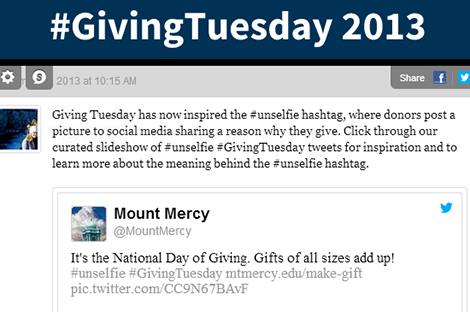 #GivingTuesday 2013
2013 at 10:15 AM
Share
Giving Tuesday has now inspired the #unselfie hashtag, where donors post a
picture to social media sharing a reason why they give. Click through our
curated slideshow of #unselfie #GivingTuesday tweets for inspiration and to
learn more about the meaning behind the #unselfie hashtag.
Mount Mercy
@MountMercy
It's the National Day of Giving. Gifts of all sizes add up!
#unselfie #GivingTuesday mtmercy.edu/make-gift
pic.twitter.com/CC9N67BAvF